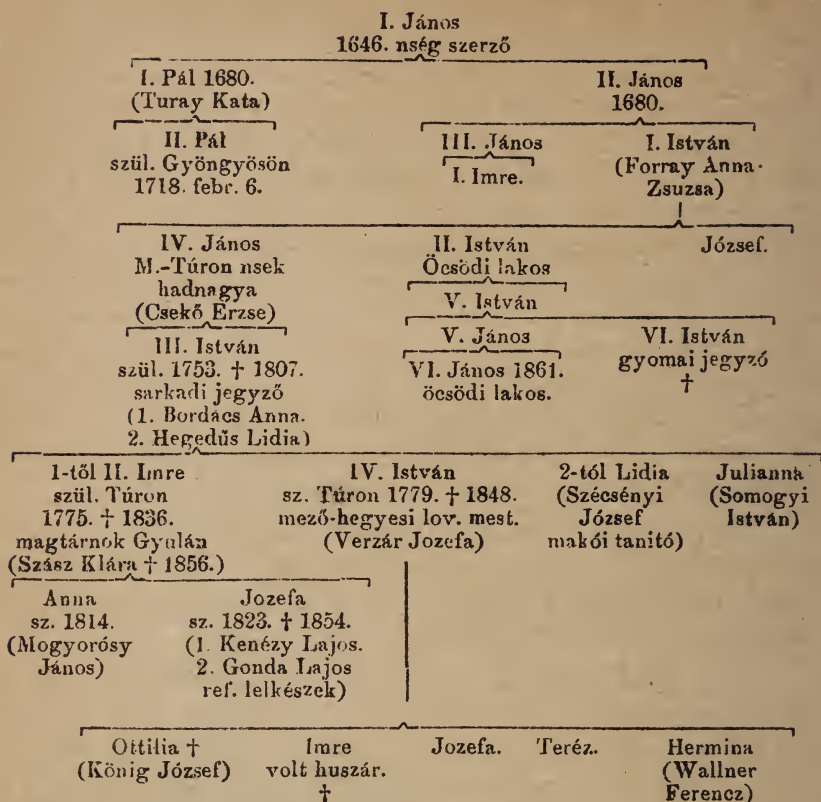 I. János
1646. nség szerző
I. Pál 1680.
(Turay Kata)
II. János
1680.
II. Pál
szül. Gyöngyösön
1718. febr. 6.
III. János
I. Imre.
I. István
(Forray Anna-
Zsuzsa)
IV. János
M.-Túron nsek
hadnagya
(Csekő Erzse)
II. István
Öcsödi lakos
József.
V. István
III. István
szül. 1753. † 1807.
sarkadi jegyző
(1. Bordács Anna.
2. Hegedűs Lidia)
V. János
VI. János 1861.
öcsödi lakos.
VI. István
gyomai jegyző
†
1-től II. Imre
szül. Túron
1775. † 1836.
magtárnok Gyulán
(Szász Klára † 1856.)
IV. István
sz. Túron 1779. † 1848.
mező-hegyesi lov. mest.
(Verzár Jozefa)
2-tól Lidia
(Szécsényi
József
makói tanitó)
Julianna
(Somogyi
István)
Anna
sz. 1814.
(Mogyorósy
János)
Jozefa
sz. 1823. † 1854.
(1. Kenézy Lajos.
2. Gonda Lajos
ref. lelkészek)
Ottilia †
(König József)
Imre
volt huszár.
†
Jozefa.
Teréz.
Hermina
(Wallner
Ferencz)